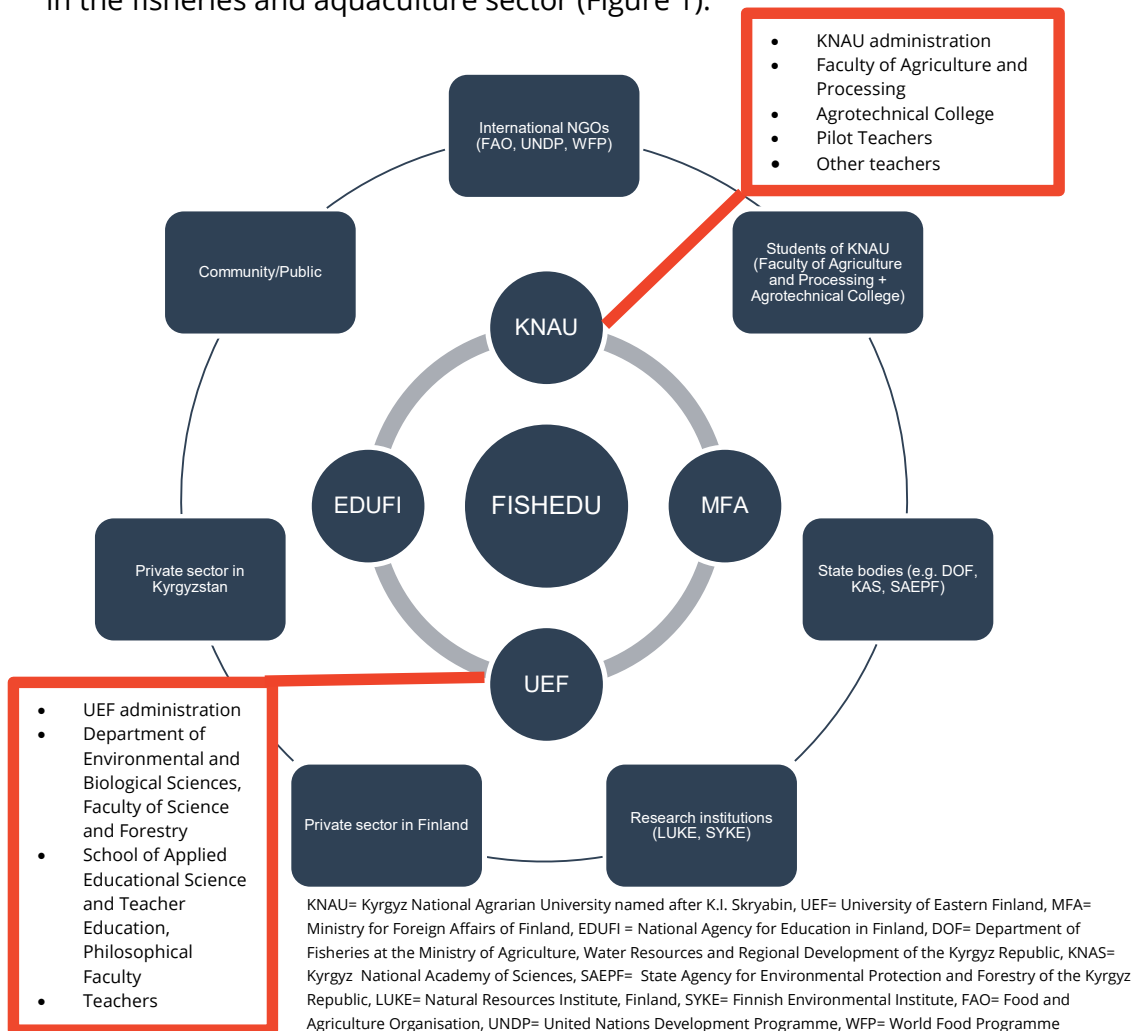 in the fisheries and aquaculture sector (Figure 1).
• KNAU administration
• Faculty of Agriculture and
Processing
• Agrotechnical College
• Pilot Teachers
• Other teachers
International NGOs
(FAO, UNDP, WFP)
Students of KNAU
(Faculty of Agriculture
and Processing +
Agrotechnical College)
Community/Public
KNAU
EDUFI
FISHEDU
MFA
Private sector in
Kyrgyzstan
State bodies (e.g. DOF,
KAS, SAEPF)
UEF
• UEF administration
• Department of
Environmental and
Biological Sciences,
Faculty of Science
and Forestry
• School of Applied
Educational Science
and Teacher
Education,
Philosophical
Faculty
• Teachers
Private sector in Finland
Research institutions
(LUKE, SYKE)
KNAU= Kyrgyz National Agrarian University named after K.I. Skryabin, UEF= University of Eastern Finland, MFA=
Ministry for Foreign Affairs of Finland, EDUFI = National Agency for Education in Finland, DOF= Department of
Fisheries at the Ministry of Agriculture, Water Resources and Regional Development of the Kyrgyz Republic, KNAS=
Kyrgyz National Academy of Sciences, SAEPF= State Agency for Environmental Protection and Forestry of the Kyrgyz
Republic, LUKE= Natural Resources Institute, Finland, SYKE= Finnish Environmental Institute, FAO= Food and
Agriculture Organisation, UNDP= United Nations Development Programme, WFP= World Food Programme